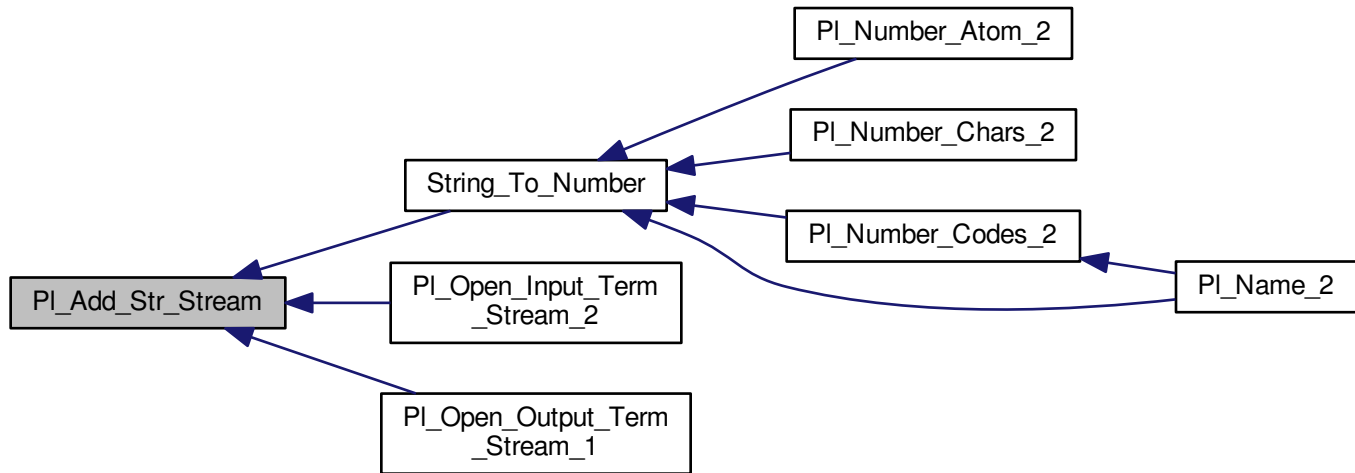 Pl_Number_Atom_2
Pl_Number_Chars_2
String_To_Number
Pl_Number_Codes_2
Pl_Add_Str_Stream
Pl_Open_Input_Term
_Stream_2
Pl_Name_2
Pl_Open_Output_Term
_Stream_1